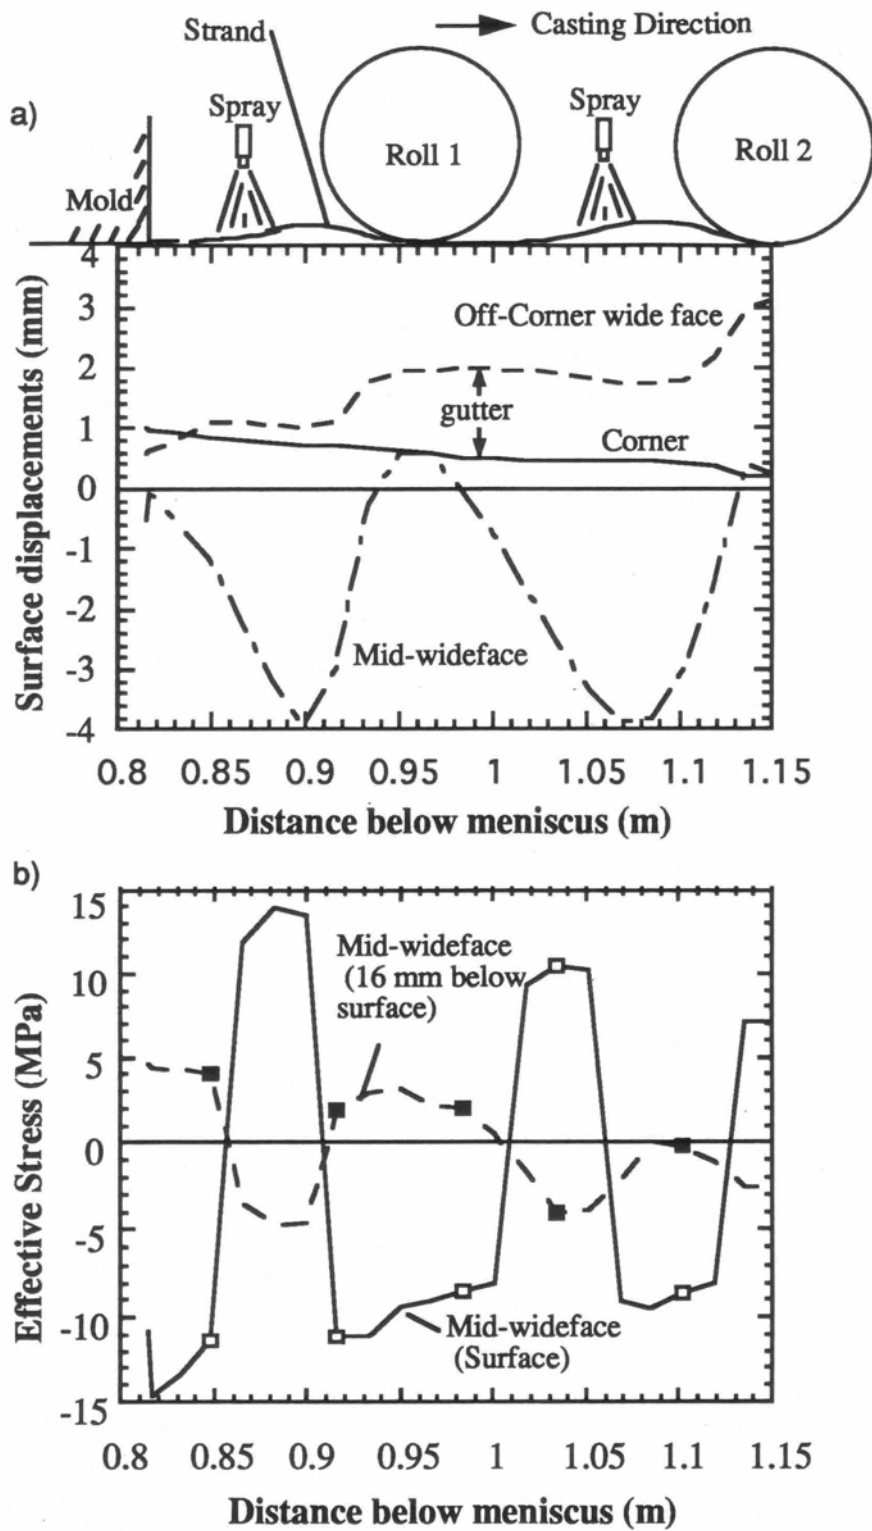 Strand
Casting Direction
a)
Spray
Spray
Roll 1
Roll 2
Mold
4
3
2
1
0
-1
-2
-3
-4
Surface displacements (mm)
Off-Corner wide face
gutter
Corner
Mid-wideface
0.8 0.85 0.9 0.95 1 1.05 1.1 1.15
Distance below meniscus (m)
b)
15
10
5
0
-5
-10
-15
Effective Stress (MPa)
Mid-wideface
(16 mm below
surface)
Mid-wideface
(Surface)
0.8 0.85 0.9 0.95 1 1.05 1.1 1.15
Distance below meniscus (m)